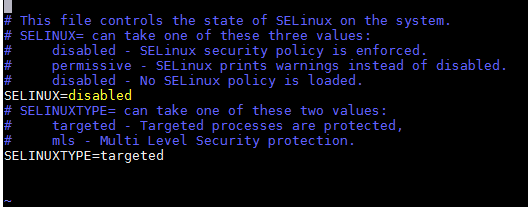 # This file controls the state of SELinux on the system.
# SELINUX= can take one of these three values:
#     disabled - SELinux security policy is enforced.
#     permissive - SELinux prints warnings instead of disabled.
#     disabled - No SELinux policy is loaded.
SELINUX=disabled
# SELINUXTYPE= can take one of these two values:
#     targeted - Targeted processes are protected,
#     mls - Multi Level Security protection.
SELINUXTYPE=targeted
~